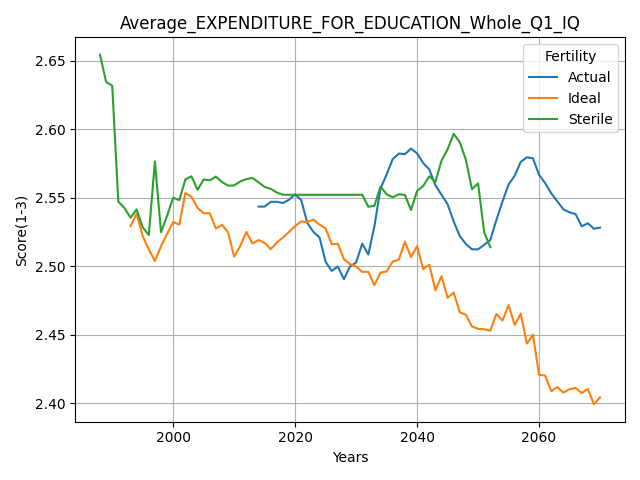 Average_EXPENDITURE_FOR_EDUCATION_Whole_Q1_IQ
Fertility
Actual
Ideal
Sterile
Score(1-3)
2.65
2.60
2.55
2.50
2.45
2.40
2000
2020
2040
2060
Years